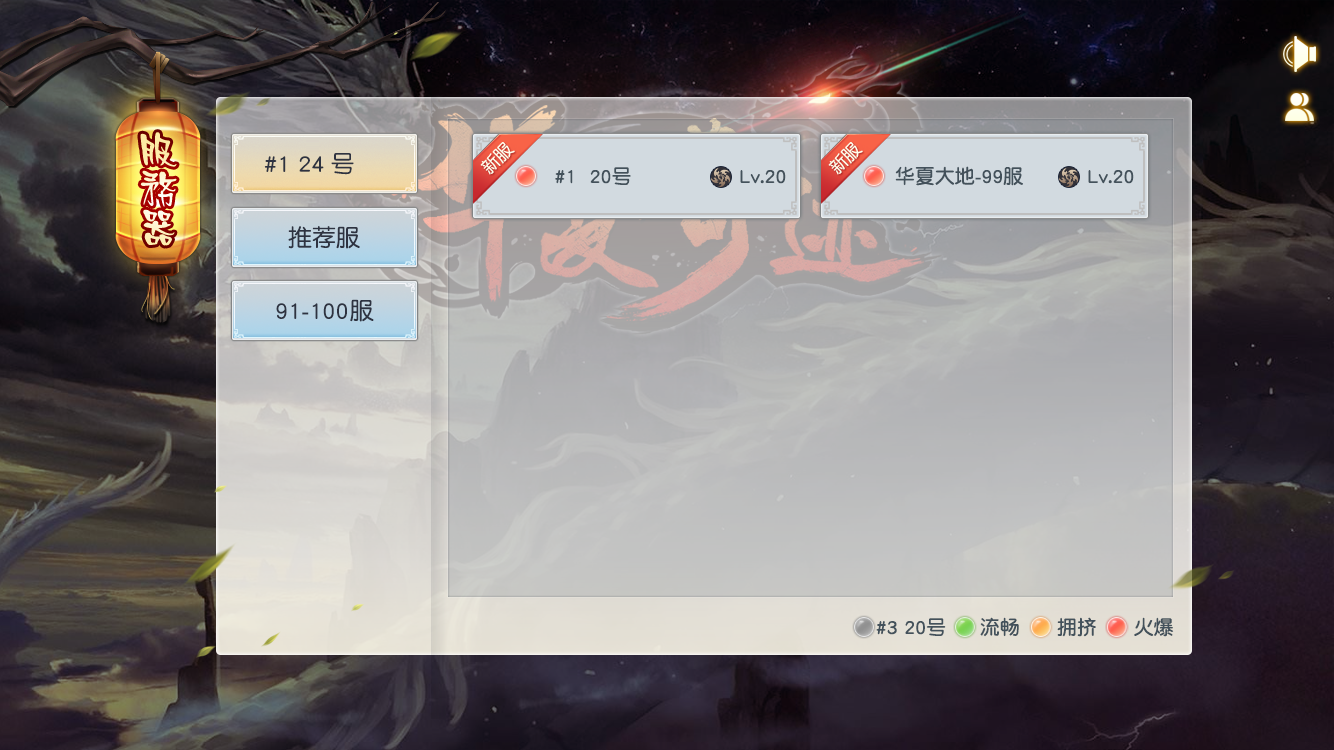 服務器
#1 24 号
推荐服
91-100服
新服
#1 20号
Lv.20
新服
华夏大地-99服
Lv.20
#3 20号
流畅
拥挤
火爆